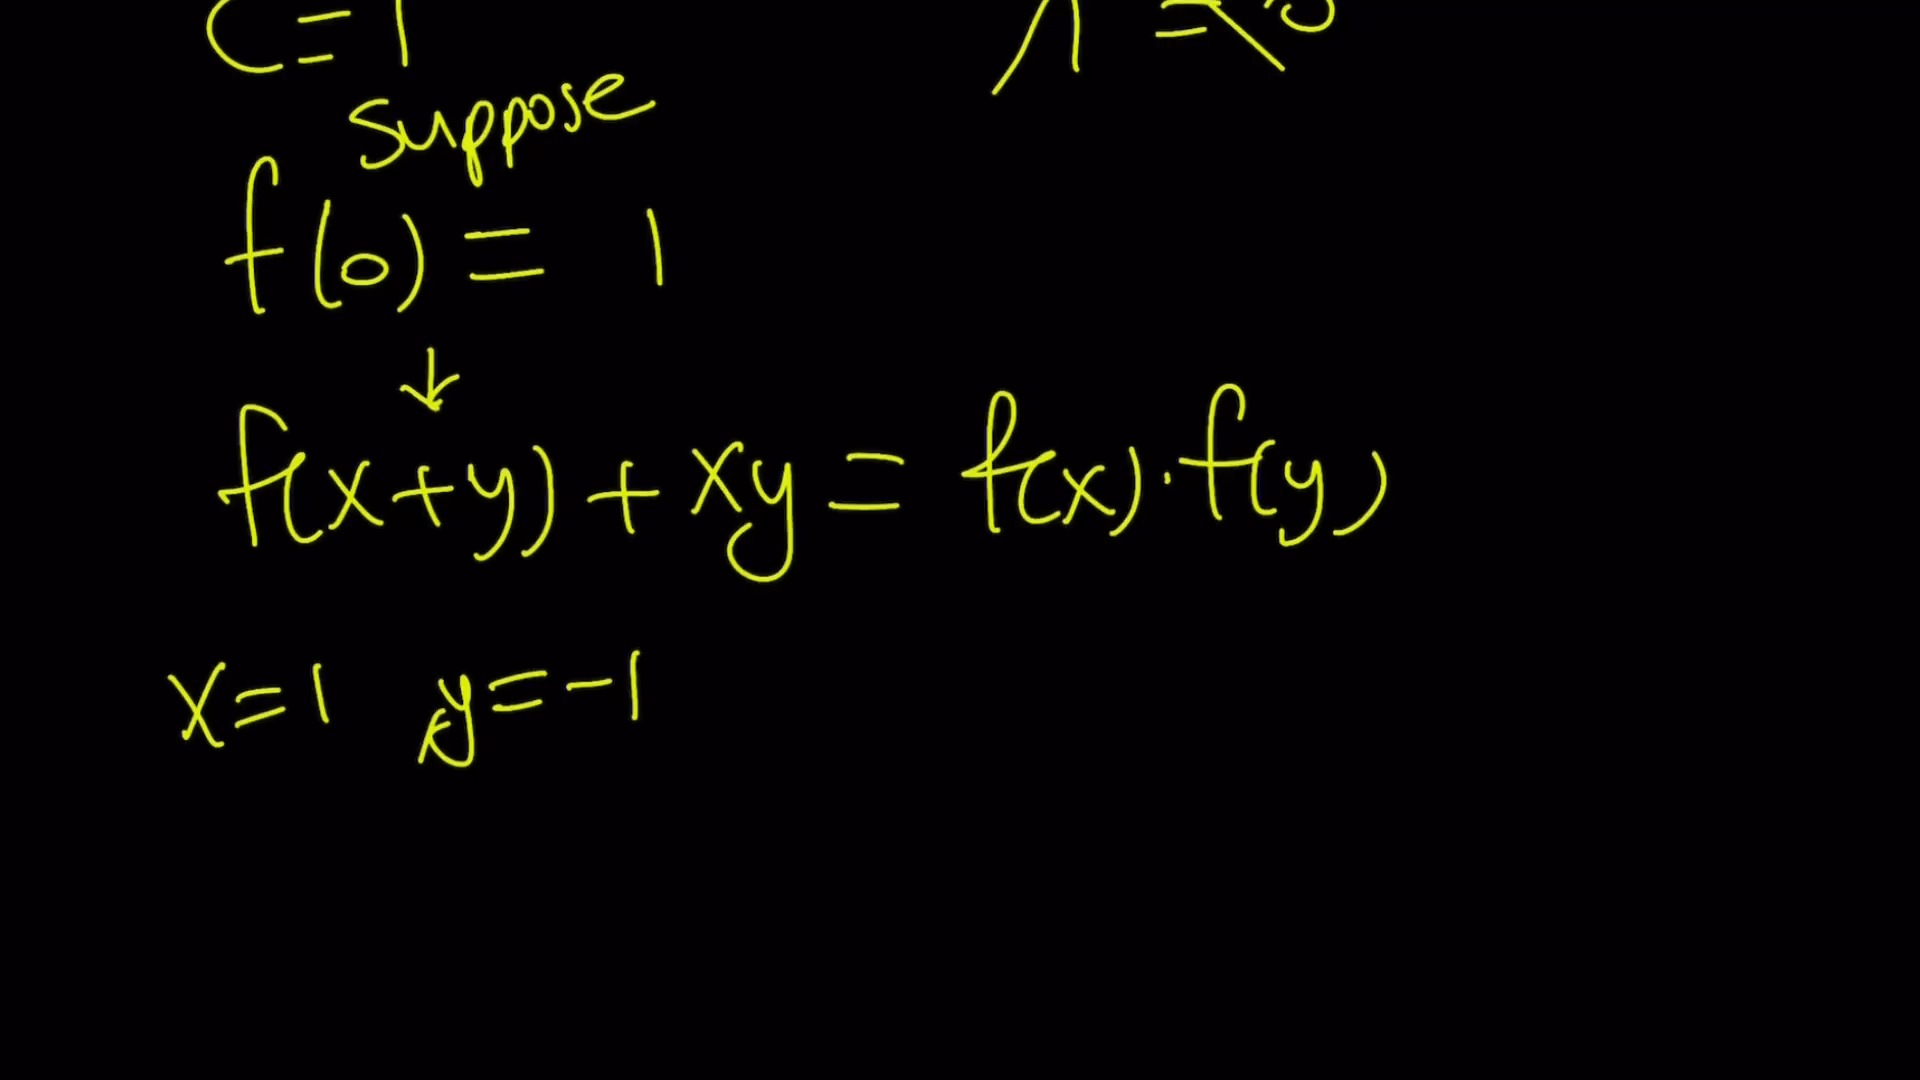 C=1
suppose
f(0) = 1
↓
f(x+y) + xy = f(x)·f(y)
x=1 y=-1